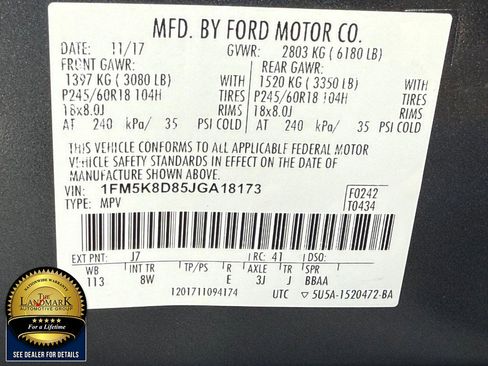 MFD. BY FORD MOTOR CO.
DATE: 11/17 GVWR: 2803 KG ( 6180 LB)
FRONT GAWR: REAR GAWR:
1397 KG ( 3080 LB) WITH 1520 KG ( 3350 LB) WITH
P245/60R18 104H TIRES P245/60R18 104H TIRES
18x8.0J RIMS 18x8.0J RIMS
AT 240 kPa/ 35 PSI COLD AT 240 kPa/ 35 PSI COLD
THIS VEHICLE CONFORMS TO ALL APPLICABLE FEDERAL MOTOR
VEHICLE SAFETY STANDARDS IN EFFECT ON THE DATE OF
MANUFACTURE SHOWN ABOVE.
VIN: 1FM5K8D85JGA18173 F0242
TYPE: MPV T0434
EXT PNT: J7 RC: 41 DSO:
WB INT TR TP/PS R AXLE TR SPR
113 8W E 3J J BBAA
1201711094174 UTC ▽ 5U5A-1520472-BA
NATIONWIDE WARRANTY
THE
LANDMARK
AUTOMOTIVE GROUP
For a Lifetime
SEE DEALER FOR DETAILS